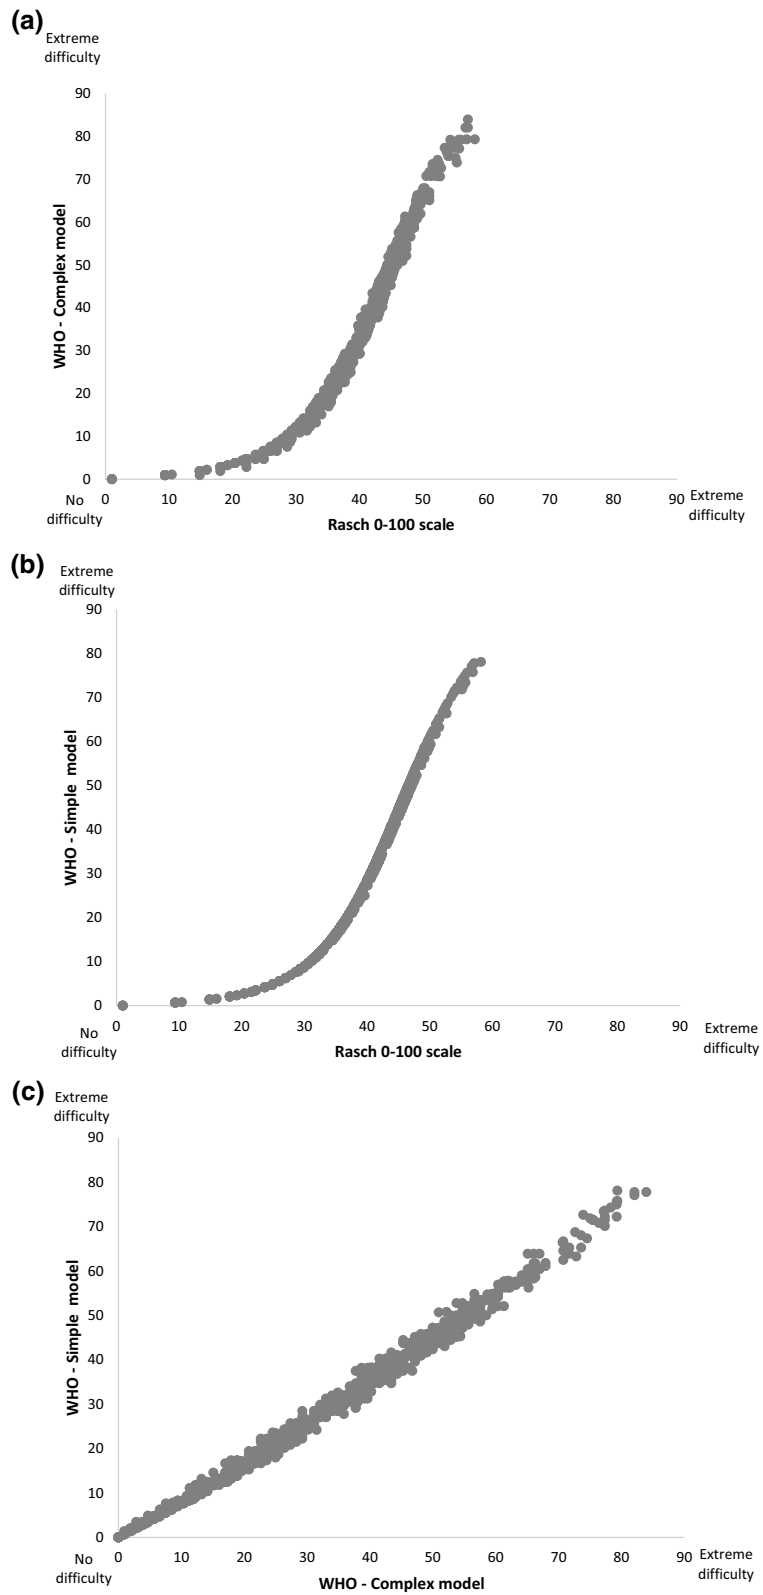 (a)
Extreme
difficulty
90
80
70
60
50
40
30
20
10
0
WHO - Complex model
0 10 20 30 40 50 60 70 80 90
No
difficulty
Rasch 0-100 scale
Extreme
difficulty
(b)
Extreme
difficulty
90
80
70
60
50
40
30
20
10
0
WHO - Simple model
0 10 20 30 40 50 60 70 80 90
No
difficulty
Rasch 0-100 scale
Extreme
difficulty
(c)
Extreme
difficulty
90
80
70
60
50
40
30
20
10
0
WHO - Simple model
0 10 20 30 40 50 60 70 80 90
No
difficulty
WHO - Complex model
Extreme
difficulty